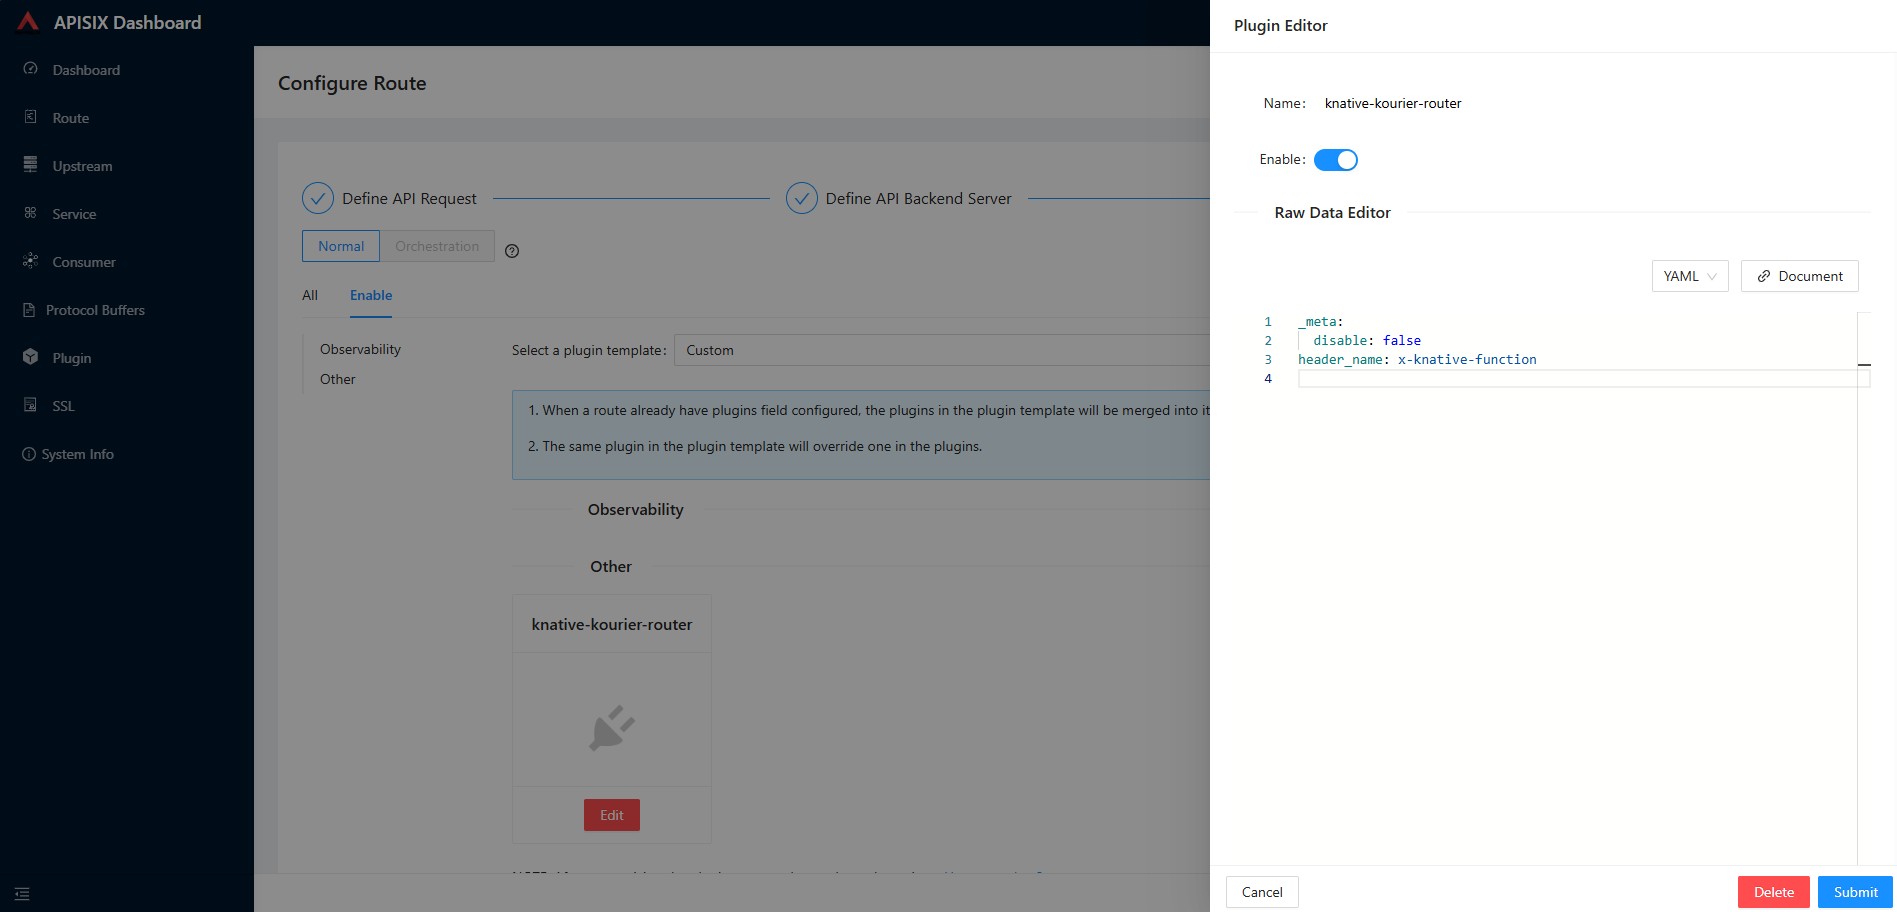 APISIX Dashboard
Dashboard
Route
Upstream
Service
Consumer
Protocol Buffers
Plugin
SSL
System Info
Configure Route
Define API Request
Define API Backend Server
Normal
Orchestration
All
Enable
Observability
Other
Select a plugin template:
Custom
1. When a route already have plugins field configured, the plugins in the plugin template will be merged into it
2. The same plugin in the plugin template will override one in the plugins.
Observability
Other
knative-kourier-router
Edit
Plugin Editor
Name: knative-kourier-router
Enable:
Raw Data Editor
YAML
Document
1 _meta:
2 disable: false
3 header_name: x-knative-function
4
Cancel
Delete
Submit